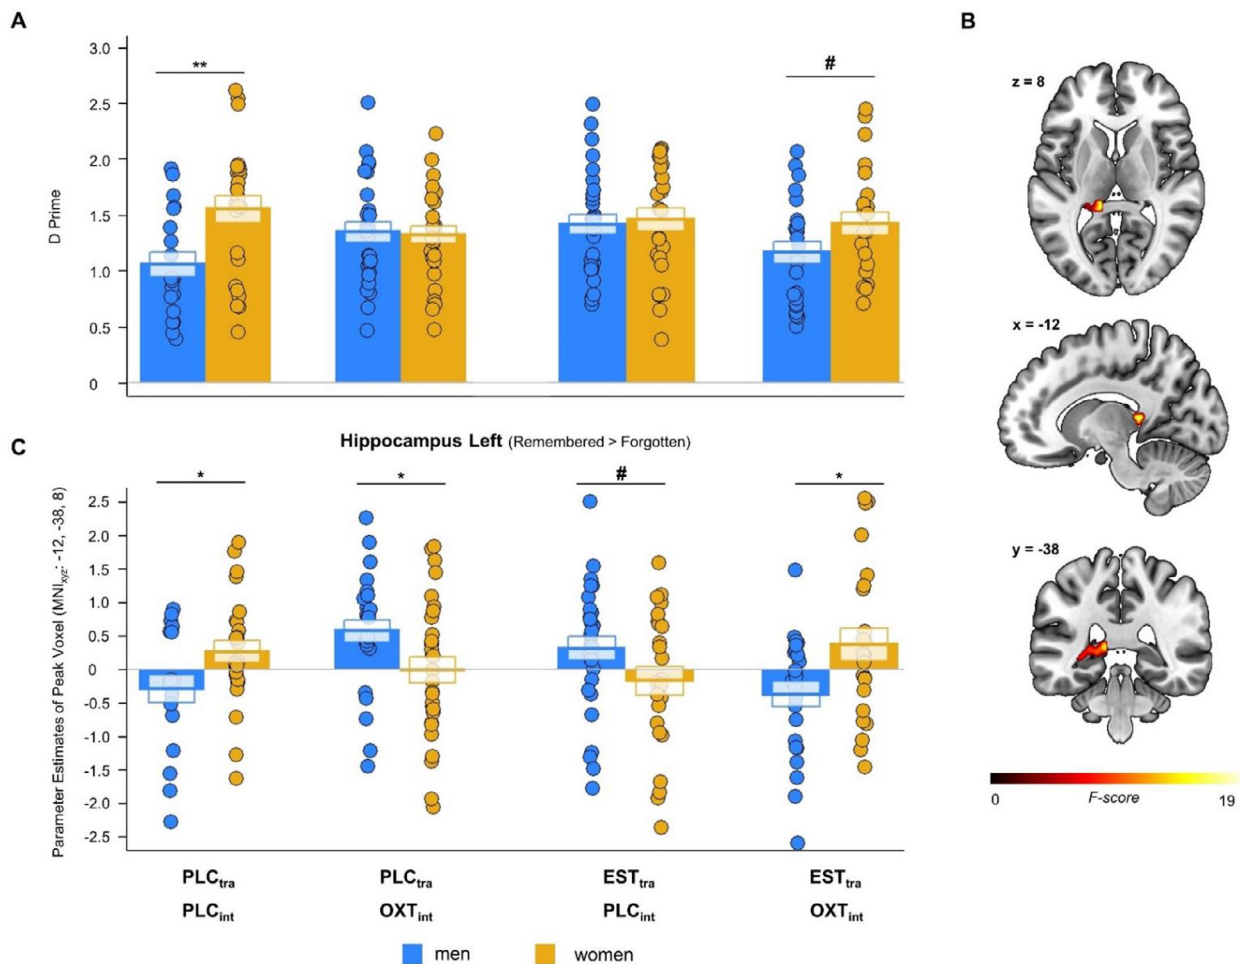 A
3.0
**
#
2.5
2.0
D Prime
1.5
1.0
0.5
0
B
z = 8
x = -12
y = -38
0
F-score
19
C
Hippocampus Left (Remembered > Forgotten)
*
*
#
*
2.5
2.0
1.5
1.0
0.5
0
-0.5
-1.0
-1.5
-2.0
-2.5
Parameter Estimates of Peak Voxel (MNIxyz: -12, -38, 8)
PLCtra PLCtra ESTtra ESTtra
PLCint OXTint PLCint OXTint
men women